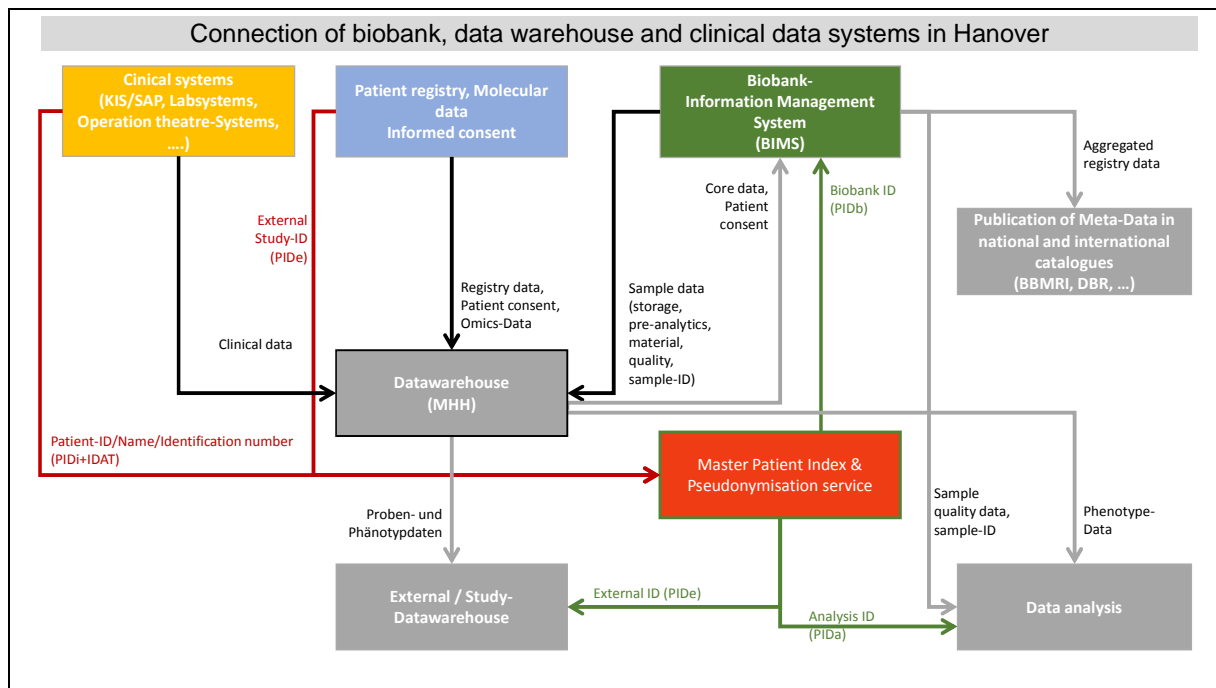 Connection of biobank, data warehouse and clinical data systems in Hanover
Cinical systems
(KIS/SAP, Labsystems,
Operation theatre-Systems,
….)
Patient registry, Molecular
data
Informed consent
Biobank-
Information Management
System
(BIMS)
Aggregated
registry data
Core data,
Patient
consent
Biobank ID
(PIDb)
External
Study-ID
(PIDe)
Publication of Meta-Data in
national and international
catalogues
(BBMRI, DBR, …)
Registry data,
Patient consent,
Omics-Data
Sample data
(storage,
pre-analytics,
material,
quality,
sample-ID)
Clinical data
Datawarehouse
(MHH)
Patient-ID/Name/Identification number
(PIDi+IDAT)
Master Patient Index &
Pseudonymisation service
Proben- und
Phänotypdaten
Sample
quality data,
sample-ID
Phenotype-
Data
External / Study-
Datawarehouse
External ID (PIDe)
Analysis ID
(PIDa)
Data analysis